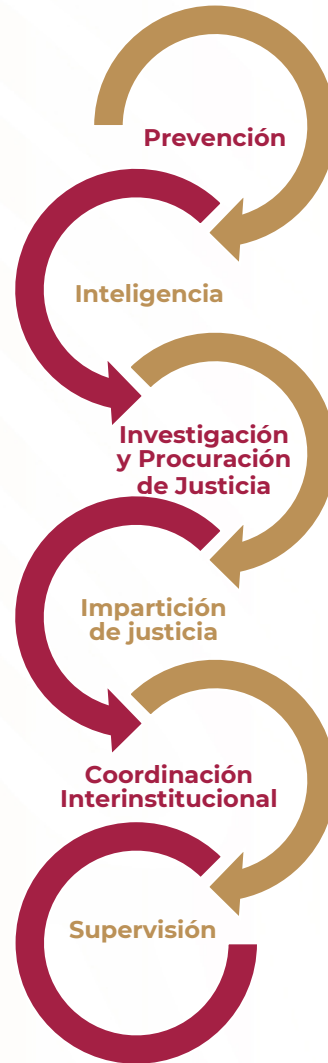 Prevención
Inteligencia
Investigación
y Procuración
de Justicia
Impartición
de justicia
Coordinación
Interinstitucional
Supervisión